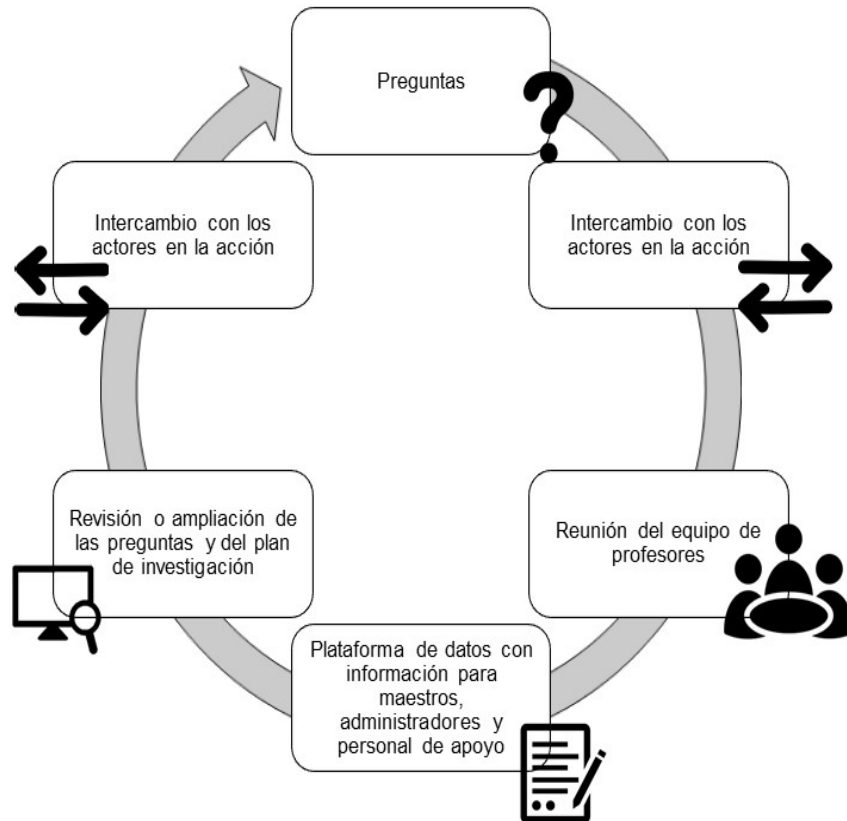 Preguntas
?
Intercambio con los
actores en la acción
Intercambio con los
actores en la acción
Revisión o ampliación de
las preguntas y del plan
de investigación
Reunión del equipo de
profesores
Plataforma de datos con
información para
maestros,
administradores y
personal de apoyo